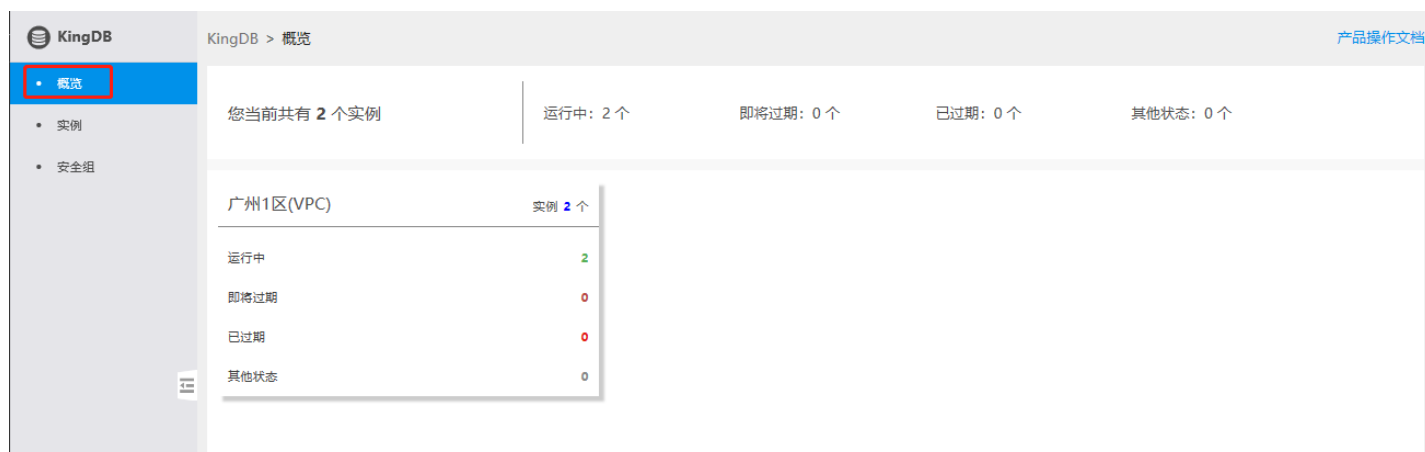 KingDB
KingDB > 概览
产品操作文档
• 概览
• 实例
• 安全组
您当前共有 2 个实例
运行中：2 个
即将过期：0 个
已过期：0 个
其他状态：0 个
广州1区(VPC)
实例 2 个
运行中 2
即将过期 0
已过期 0
其他状态 0